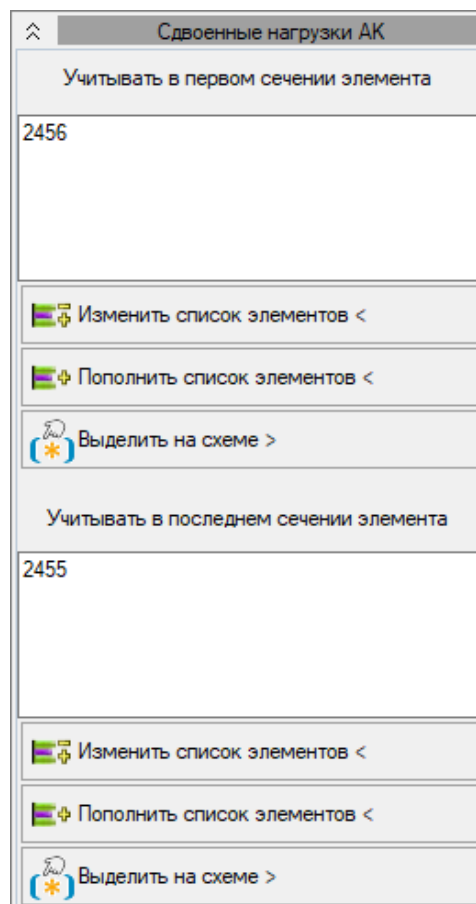 Сдвоенные нагрузки АК
Учитывать в первом сечении элемента
2456
Изменить список элементов <
Пополнить список элементов <
Выделить на схеме >
Учитывать в последнем сечении элемента
2455
Изменить список элементов <
Пополнить список элементов <
Выделить на схеме >